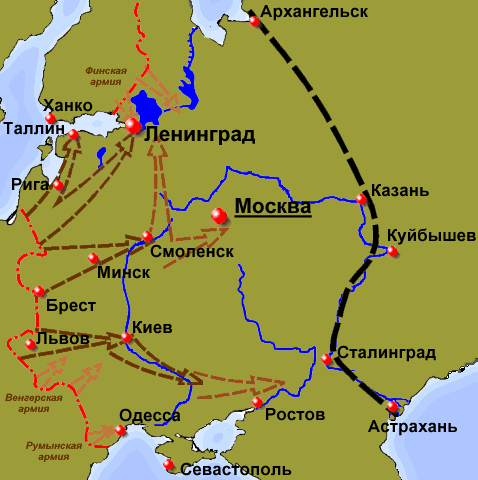 Архангельск
Финская
армия
Ханко
Таллин
Ленинград
Рига
Казань
Москва
Куйбышев
Смоленск
Минск
Брест
Киев
Львов
Сталинград
Венгерская
армия
Одесса
Ростов
Астрахань
Румынская
армия
Севастополь